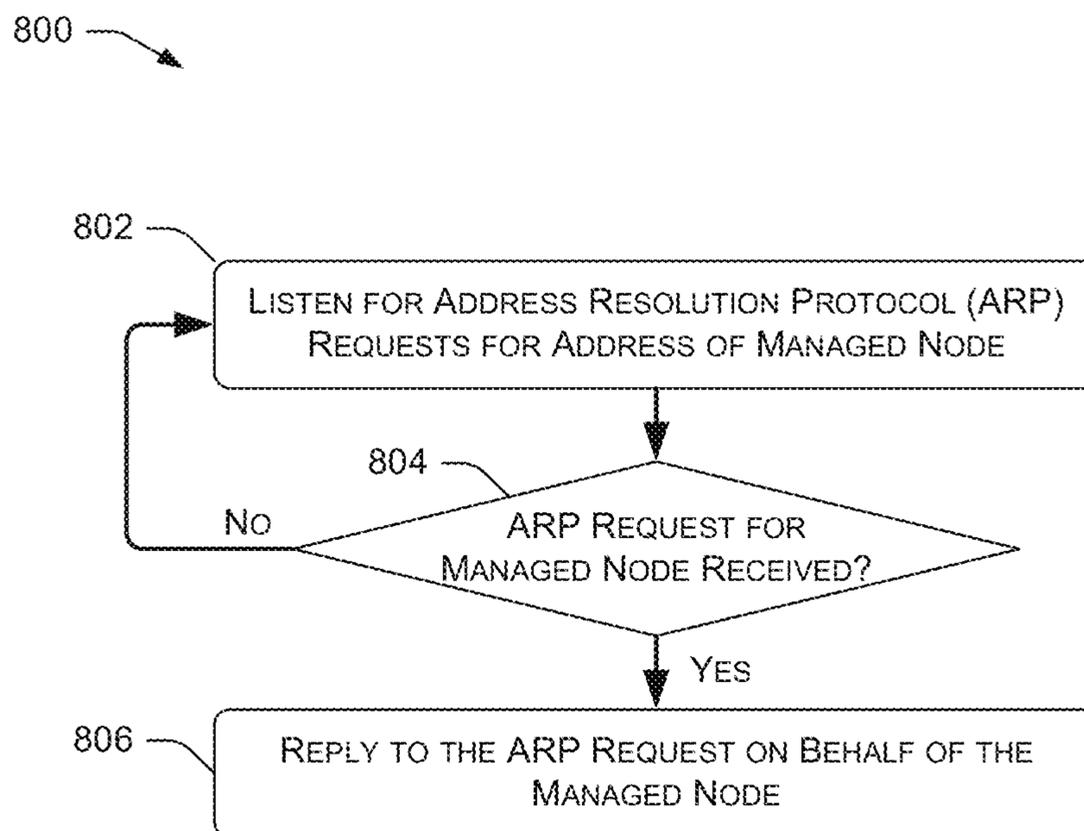 800
802
LISTEN FOR ADDRESS RESOLUTION PROTOCOL (ARP)
REQUESTS FOR ADDRESS OF MANAGED NODE
804
ARP REQUEST FOR
MANAGED NODE RECEIVED?
NO
YES
806
REPLY TO THE ARP REQUEST ON BEHALF OF THE
MANAGED NODE